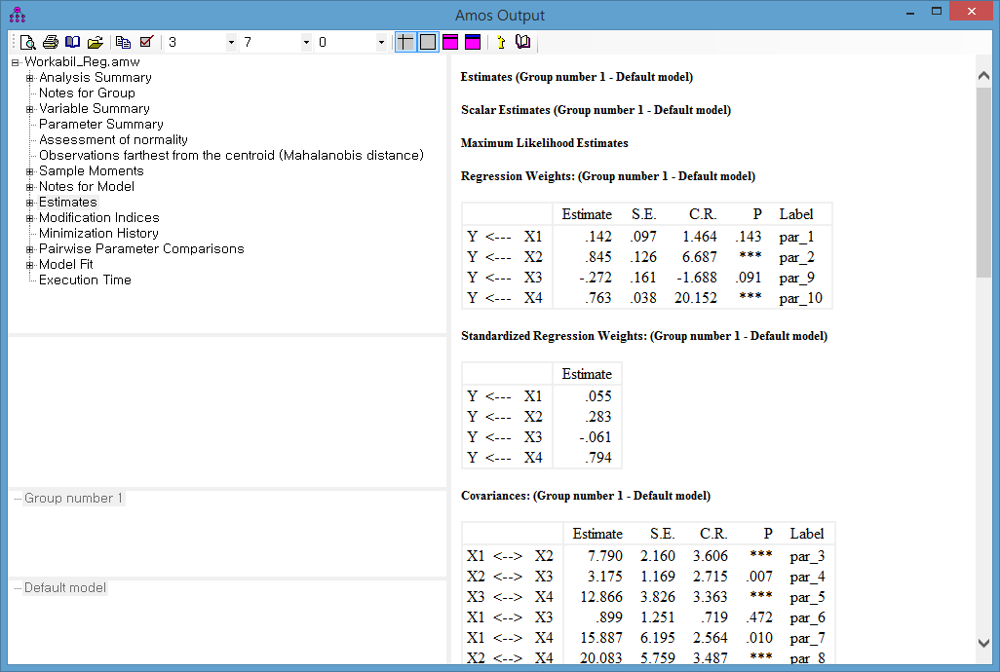 Amos Output
3 7 0
Workabil_Reg.amw
Analysis Summary
Notes for Group
Variable Summary
Parameter Summary
Assessment of normality
Observations farthest from the centroid (Mahalanobis distance)
Sample Moments
Notes for Model
Estimates
Modification Indices
Minimization History
Pairwise Parameter Comparisons
Model Fit
Execution Time
Group number 1
Default model
Estimates (Group number 1 - Default model)
Scalar Estimates (Group number 1 - Default model)
Maximum Likelihood Estimates
Regression Weights: (Group number 1 - Default model)
Estimate S.E. C.R. P Label
Y <--- X1 .142 .097 1.464 .143 par_1
Y <--- X2 .845 .126 6.687 *** par_2
Y <--- X3 -.272 .161 -1.688 .091 par_9
Y <--- X4 .763 .038 20.152 *** par_10
Standardized Regression Weights: (Group number 1 - Default model)
Estimate
Y <--- X1 .055
Y <--- X2 .283
Y <--- X3 -.061
Y <--- X4 .794
Covariances: (Group number 1 - Default model)
Estimate S.E. C.R. P Label
X1 <--> X2 7.790 2.160 3.606 *** par_3
X2 <--> X3 3.175 1.169 2.715 .007 par_4
X3 <--> X4 12.866 3.826 3.363 *** par_5
X1 <--> X3 .899 1.251 .719 .472 par_6
X1 <--> X4 15.887 6.195 2.564 .010 par_7
X2 <--> X4 20.083 5.759 3.487 *** par_8